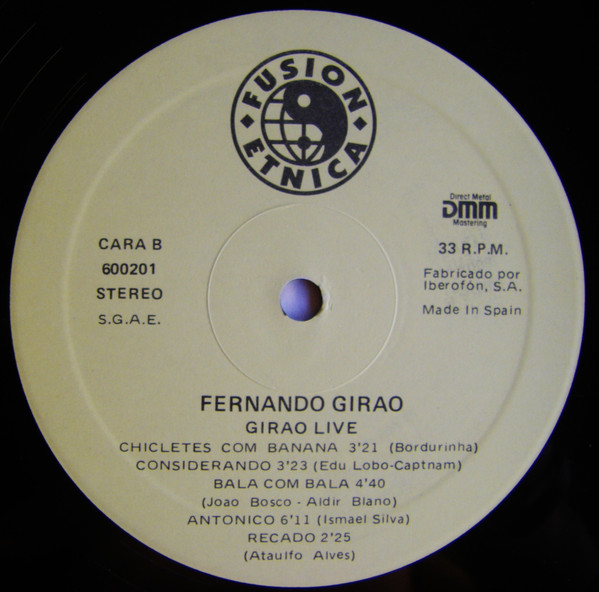 FUSION
ETNICA
CARA B
600201
STEREO
S.G.A.E.
Direct Metal
DMM
Mastering
33 R.P.M.
Fabricado por
Iberofón, S.A.
Made In Spain
FERNANDO GIRAO
GIRAO LIVE
CHICLETES COM BANANA 3'21 (Bordurinha)
CONSIDERANDO 3'23 (Edu Lobo-Captnam)
BALA COM BALA 4'40
(Joao Bosco - Aldir Blano)
ANTONICO 6'11 (Ismael Silva)
RECADO 2'25
(Ataulfo Alves)